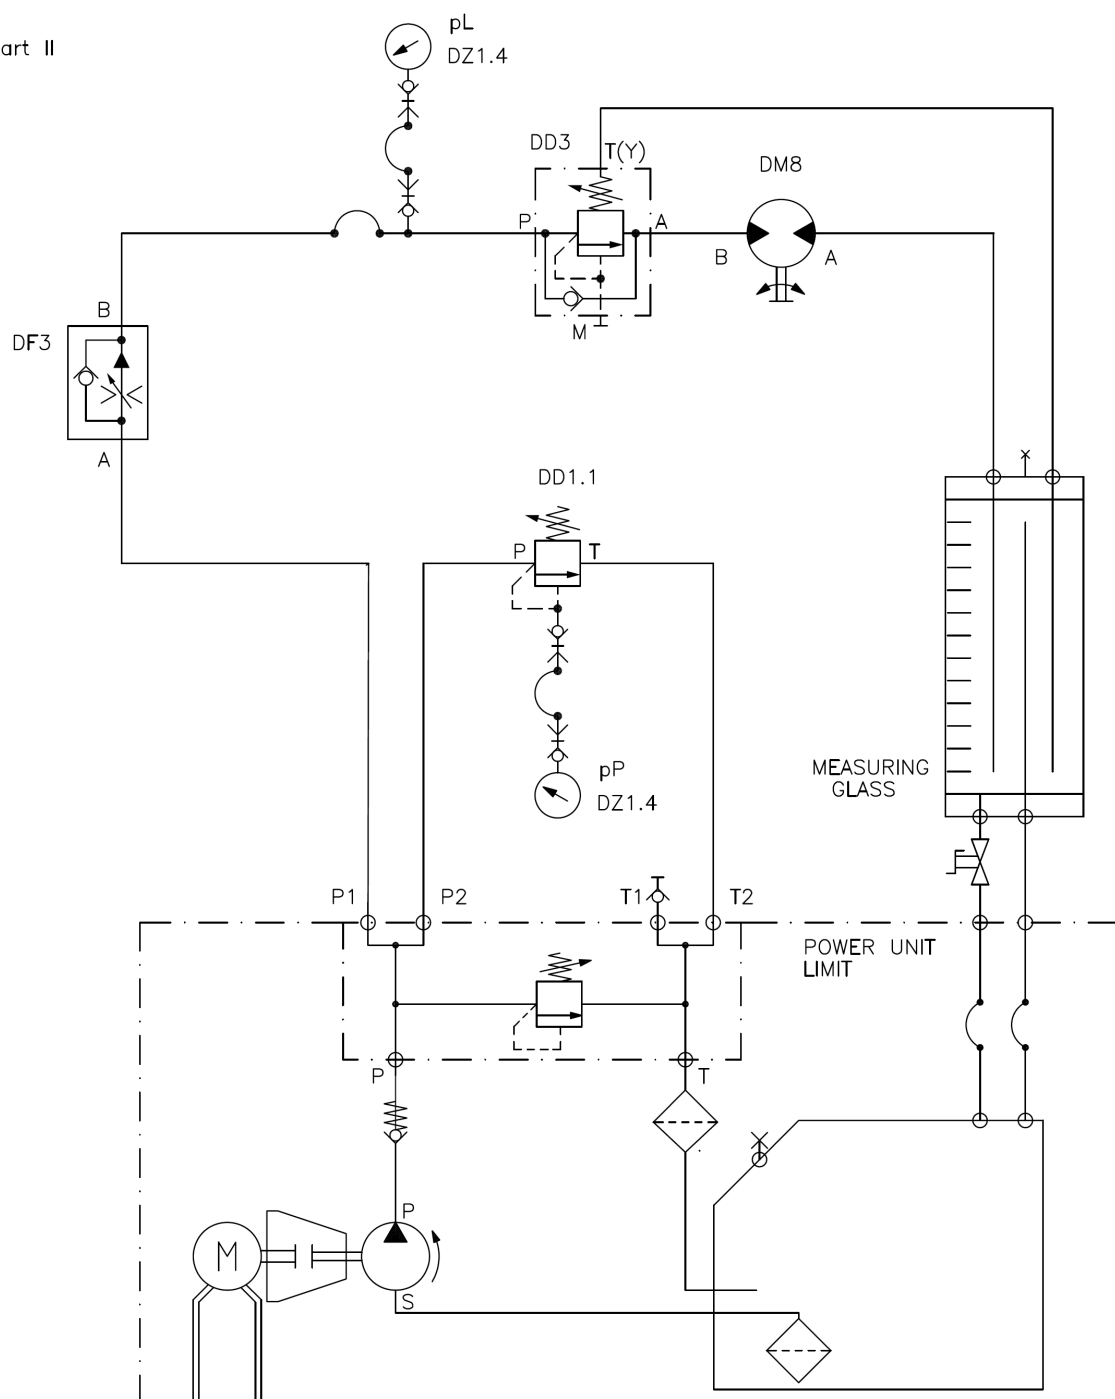 art II
pL
DZ1.4
DD3
T(Y)
DM8
P
A
B
A
M
B
DF3
A
DD1.1
P
T
MEASURING
GLASS
pP
DZ1.4
P1
P2
T1
T2
POWER UNIT
LIMIT
P
T
P
M
S